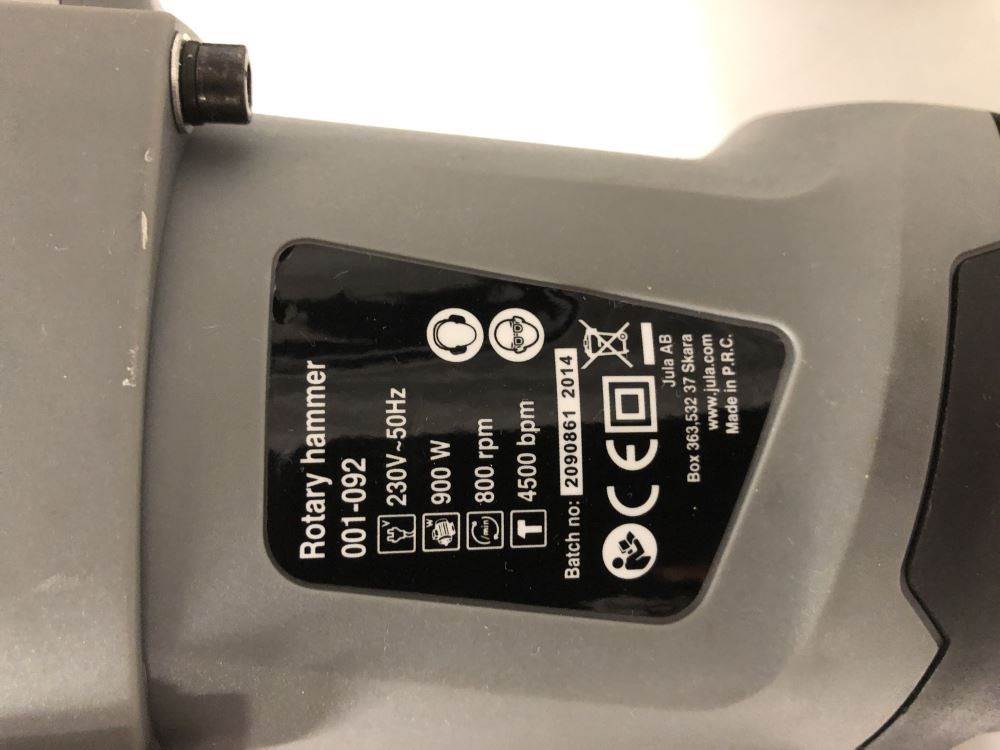 Rotary hammer
001-092
V 230V~50Hz
W 900 W
/min 800 rpm
4500 bpm
Batch no: 2090861 2014
CE
Jula AB
Box 363,532 37 Skara
www.jula.com
Made in P.R.C.